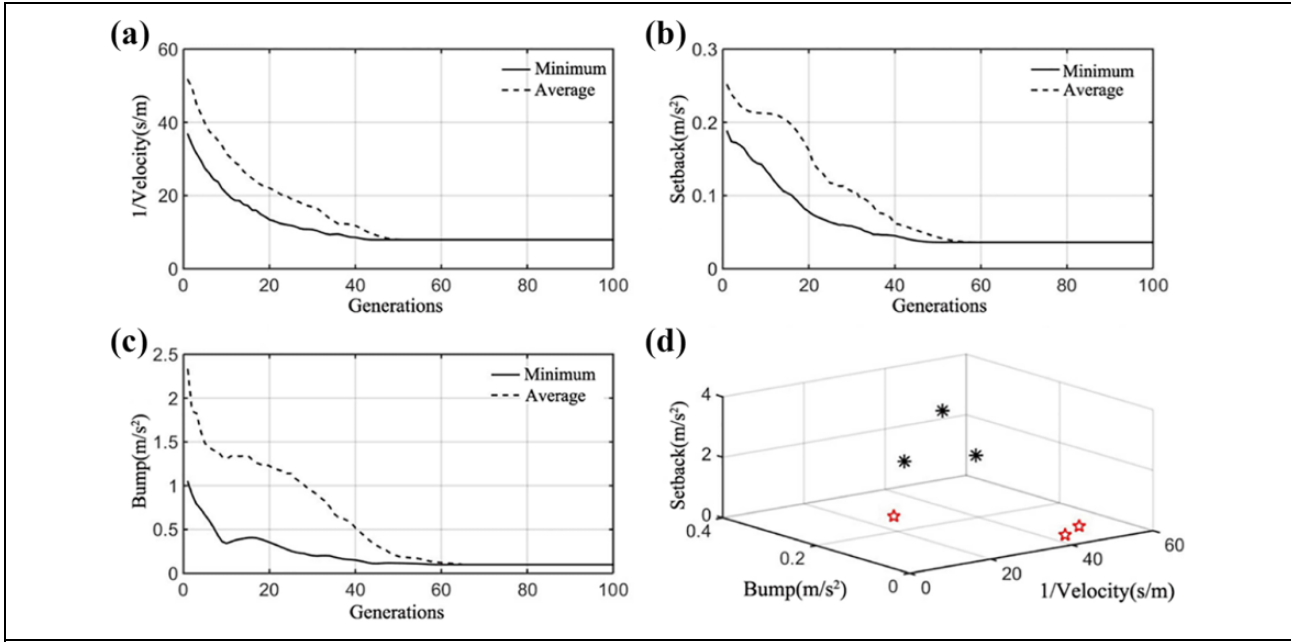 (a)
60
40
20
0
1/Velocity(s/m)
Minimum
Average
0 20 40 60 80 100
Generations
(b)
0.3
0.2
0.1
0
Setback(m/s²)
Minimum
Average
0 20 40 60 80 100
Generations
(c)
2.5
2
1.5
1
0.5
0
Bump(m/s²)
Minimum
Average
0 20 40 60 80 100
Generations
(d)
4
2
0
Setback(m/s²)
0.4
0.2
0
Bump(m/s²)
0
20
40
60
1/Velocity(s/m)